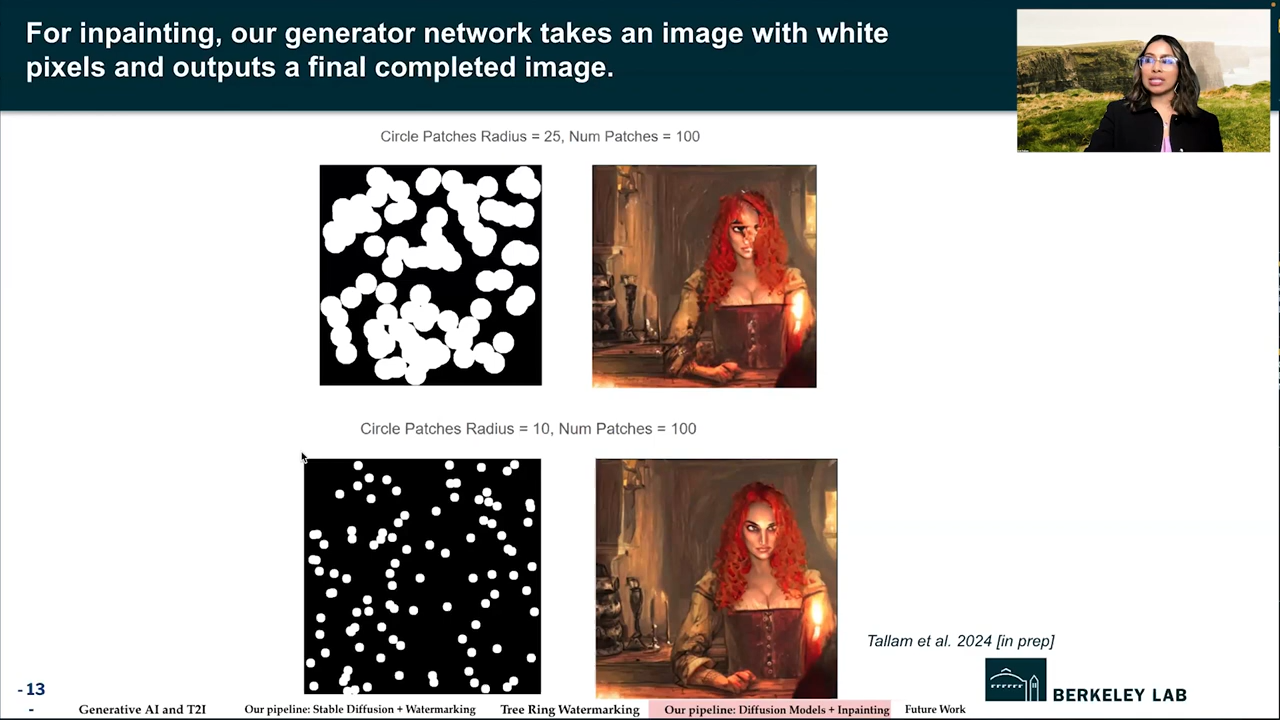 For inpainting, our generator network takes an image with white
pixels and outputs a final completed image.
Circle Patches Radius = 25, Num Patches = 100
Circle Patches Radius = 10, Num Patches = 100
Tallam et al. 2024 [in prep]
BERKELEY LAB
- 13
-
Generative AI and T2I
Our pipeline: Stable Diffusion + Watermarking
Tree Ring Watermarking
Our pipeline: Diffusion Models + Inpainting
Future Work